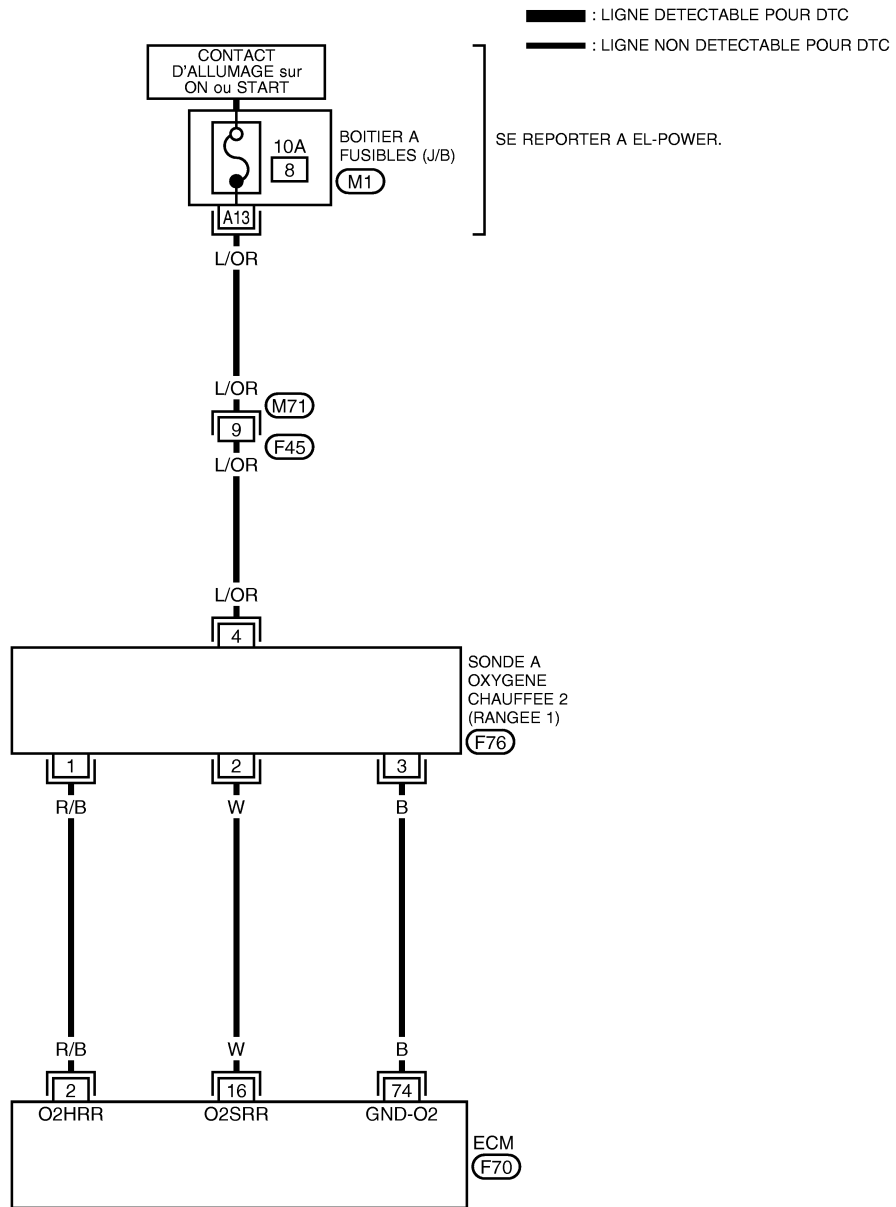 : LIGNE DETECTABLE POUR DTC
: LIGNE NON DETECTABLE POUR DTC
CONTACT
D'ALLUMAGE sur
ON ou START
10A
8
BOITIER A
FUSIBLES (J/B)
M1
SE REPORTER A EL-POWER.
A13
L/OR
L/OR
M71
9
F45
L/OR
L/OR
4
SONDE A
OXYGENE
CHAUFFEE 2
(RANGEE 1)
F76
1 2 3
R/B W B
R/B W B
2 16 74
O2HRR O2SRR GND-O2
ECM
F70